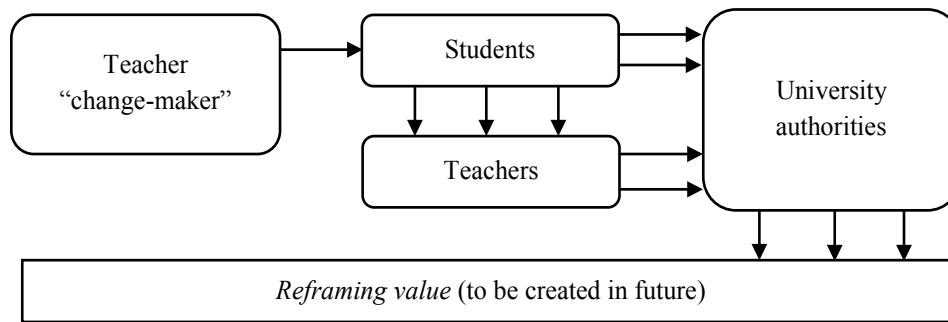 Teacher
“change-maker”
Students
Teachers
University
authorities
Reframing value (to be created in future)